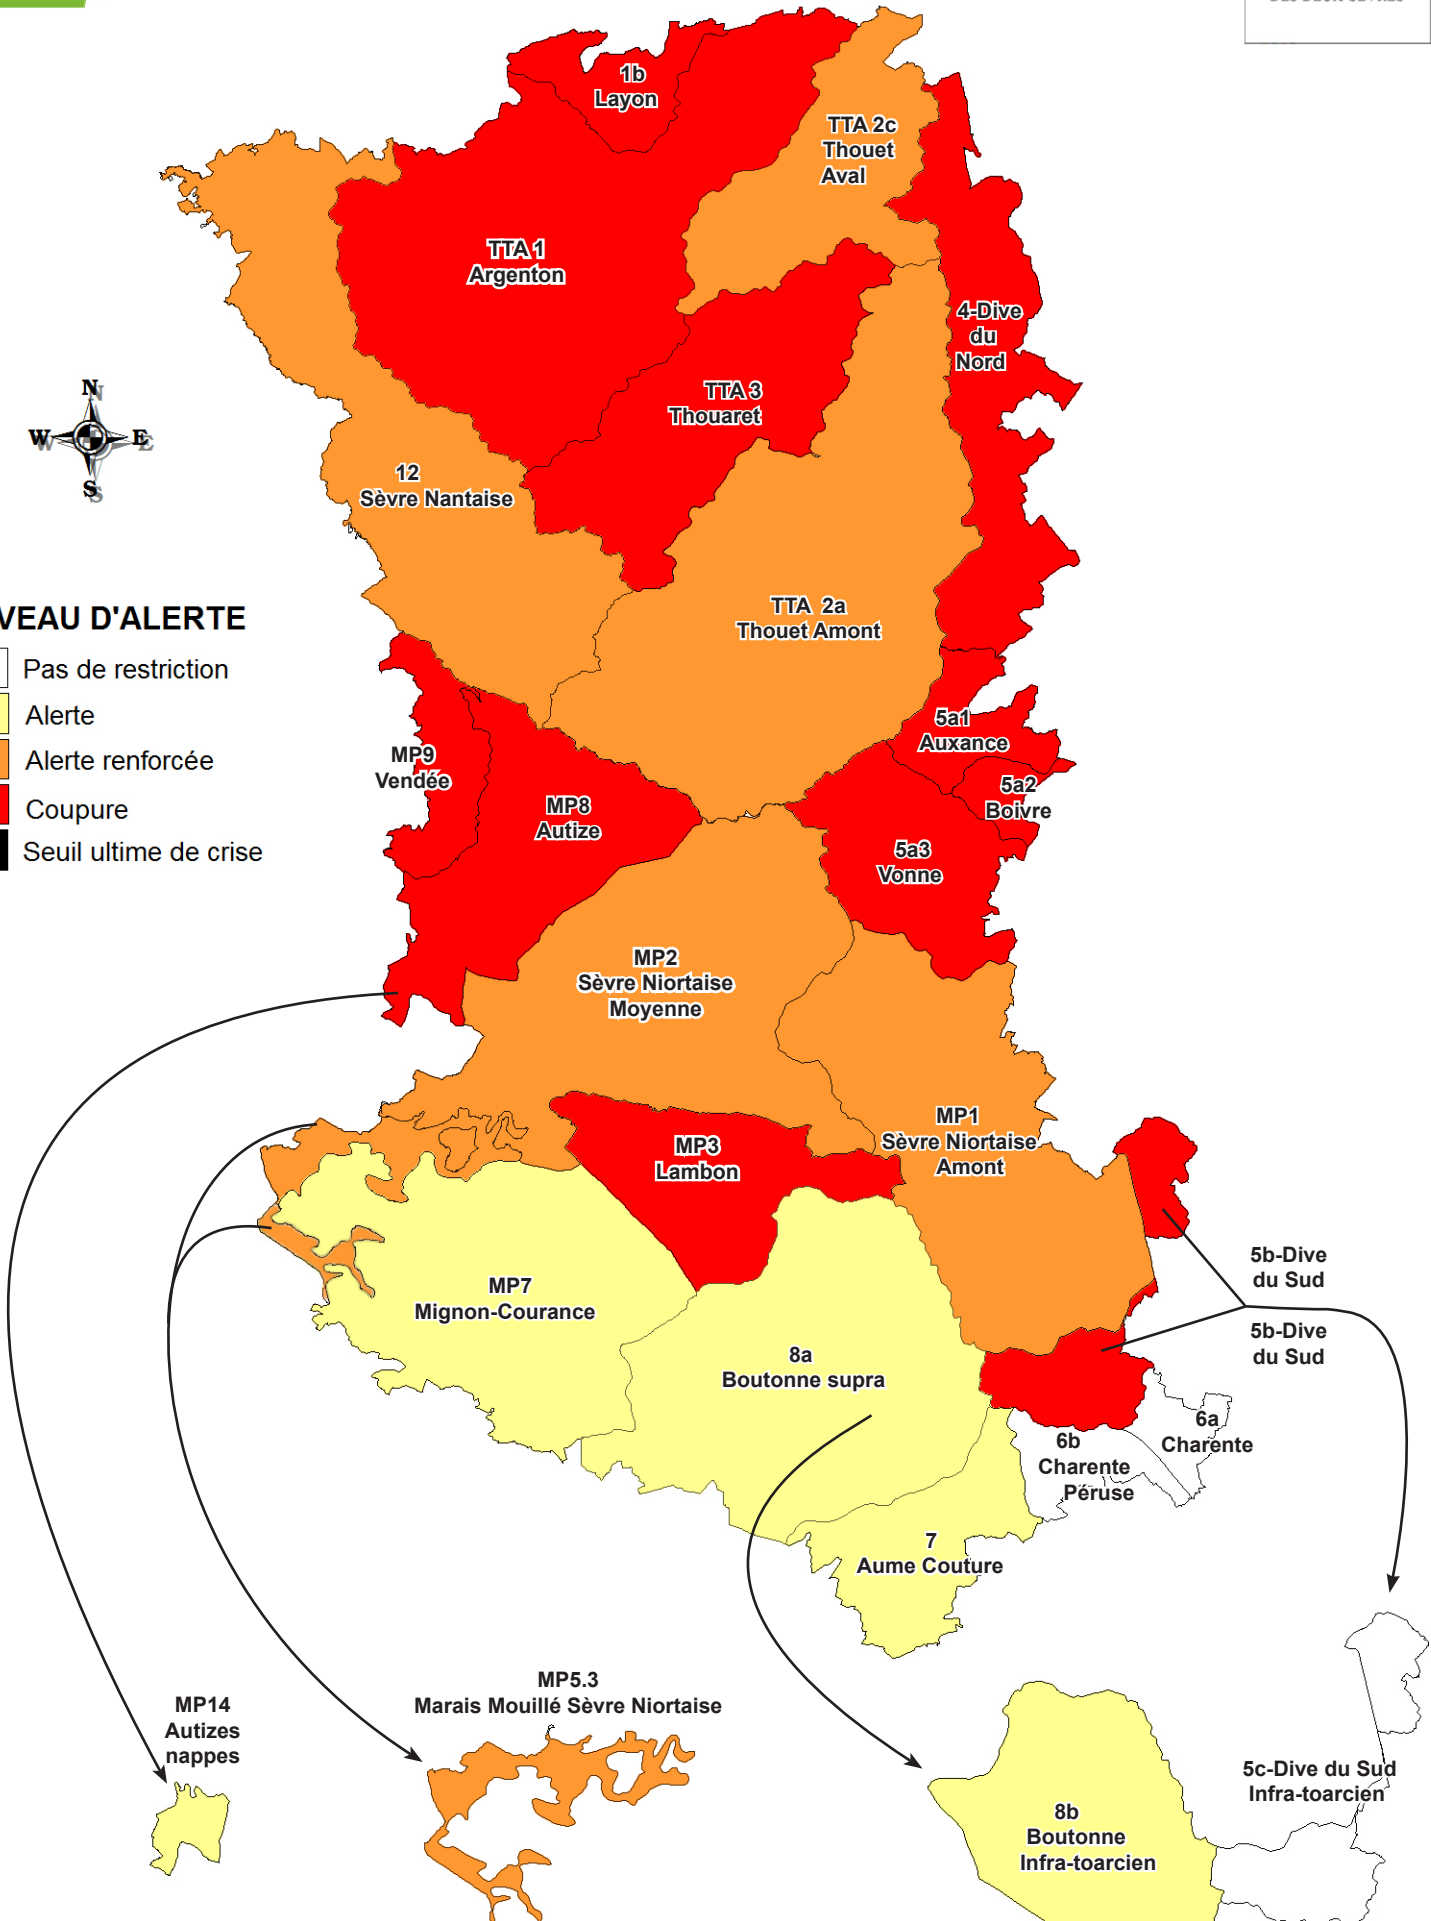 1b
Layon
TTA 2c
Thouet
Aval
TTA 1
Argenton
4-Dive
du
Nord
TTA 3
Thouaret
N
W
E
S
12
Sèvre Nantaise
TTA 2a
Thouet Amont
VEAU D'ALERTE
Pas de restriction
Alerte
Alerte renforcée
Coupure
Seuil ultime de crise
5a1
Auxance
MP9
Vendée
5a2
Boivre
MP8
Autize
5a3
Vonne
MP2
Sèvre Niortaise
Moyenne
MP1
Sèvre Niortaise
Amont
MP3
Lambon
5b-Dive
du Sud
5b-Dive
du Sud
MP7
Mignon-Courance
8a
Boutonne supra
6a
Charente
6b
Charente
Péruse
7
Aume Couture
MP5.3
Marais Mouillé Sèvre Niortaise
MP14
Autizes
nappes
5c-Dive du Sud
Infra-toarcien
8b
Boutonne
Infra-toarcien